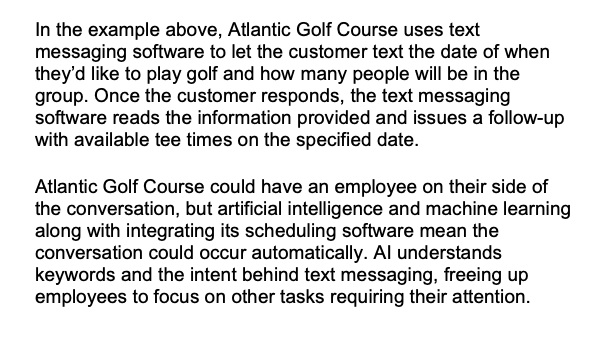 In the example above, Atlantic Golf Course uses text
messaging software to let the customer text the date of when
they’d like to play golf and how many people will be in the
group. Once the customer responds, the text messaging
software reads the information provided and issues a follow-up
with available tee times on the specified date.
Atlantic Golf Course could have an employee on their side of
the conversation, but artificial intelligence and machine learning
along with integrating its scheduling software mean the
conversation could occur automatically. AI understands
keywords and the intent behind text messaging, freeing up
employees to focus on other tasks requiring their attention.